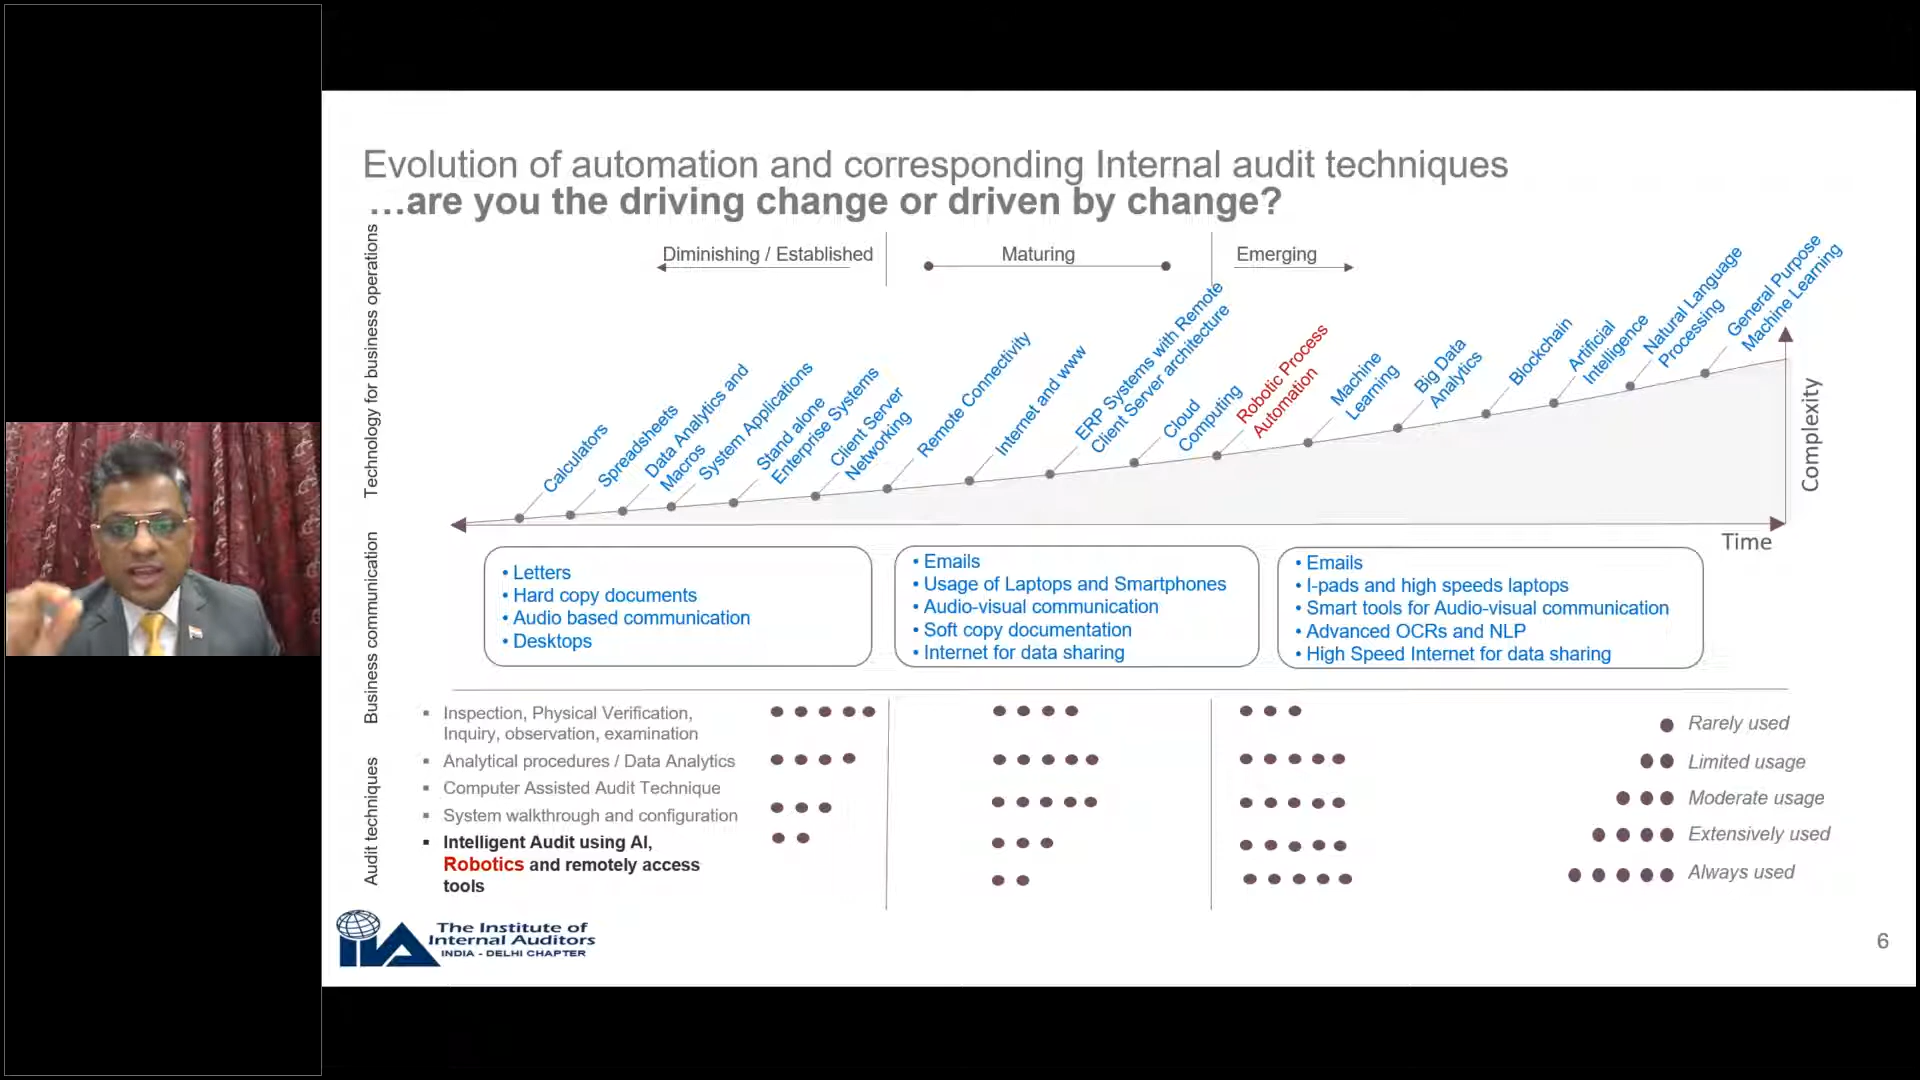 Evolution of automation and corresponding Internal audit techniques
…are you the driving change or driven by change?
Technology for business operations
Diminishing / Established
Maturing
Emerging
Calculators
Spreadsheets
Data Analytics and
Macros
System Applications
Stand alone
Enterprise Systems
Client Server
Networking
Remote Connectivity
Internet and www
ERP Systems with Remote
Client Server architecture
Cloud
Computing
Robotic Process
Automation
Machine
Learning
Big Data
Analytics
Blockchain
Artificial
Intelligence
Natural Language
Processing
General Purpose
Machine Learning
Complexity
Time
Business communication
• Letters
• Hard copy documents
• Audio based communication
• Desktops
• Emails
• Usage of Laptops and Smartphones
• Audio-visual communication
• Soft copy documentation
• Internet for data sharing
• Emails
• I-pads and high speeds laptops
• Smart tools for Audio-visual communication
• Advanced OCRs and NLP
• High Speed Internet for data sharing
Audit techniques
▪ Inspection, Physical Verification,
Inquiry, observation, examination
▪ Analytical procedures / Data Analytics
▪ Computer Assisted Audit Technique
▪ System walkthrough and configuration
▪ Intelligent Audit using AI,
Robotics and remotely access
tools
Rarely used
Limited usage
Moderate usage
Extensively used
Always used
IIA
The Institute of
Internal Auditors
INDIA - DELHI CHAPTER
6